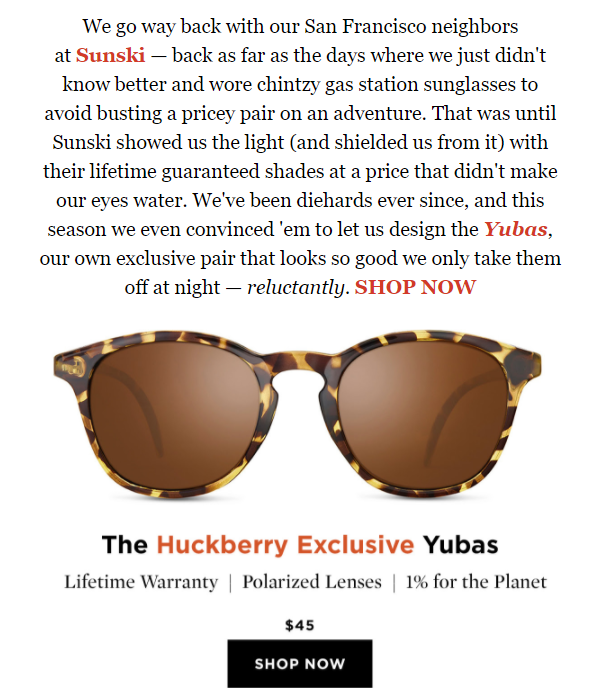 We go way back with our San Francisco neighbors
at Sunski — back as far as the days where we just didn't
know better and wore chintzy gas station sunglasses to
avoid busting a pricey pair on an adventure. That was until
Sunski showed us the light (and shielded us from it) with
their lifetime guaranteed shades at a price that didn't make
our eyes water. We've been diehards ever since, and this
season we even convinced 'em to let us design the Yubas,
our own exclusive pair that looks so good we only take them
off at night — reluctantly. SHOP NOW
The Huckberry Exclusive Yubas
Lifetime Warranty | Polarized Lenses | 1% for the Planet
$45
SHOP NOW